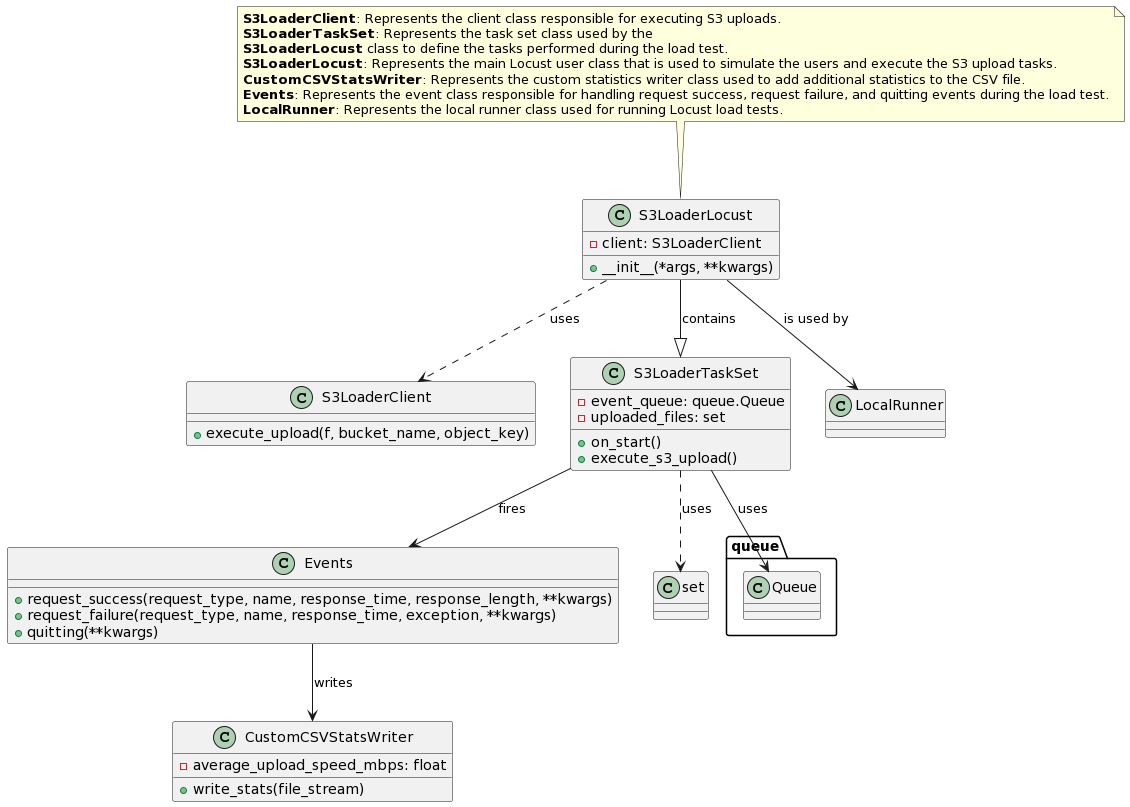 S3LoaderClient: Represents the client class responsible for executing S3 uploads.
S3LoaderTaskSet: Represents the task set class used by the
S3LoaderLocust class to define the tasks performed during the load test.
S3LoaderLocust: Represents the main Locust user class that is used to simulate the users and execute the S3 upload tasks.
CustomCSVStatsWriter: Represents the custom statistics writer class used to add additional statistics to the CSV file.
Events: Represents the event class responsible for handling request success, request failure, and quitting events during the load test.
LocalRunner: Represents the local runner class used for running Locust load tests.
C S3LoaderLocust
client: S3LoaderClient
__init__(*args, **kwargs)
uses
contains
is used by
C S3LoaderClient
execute_upload(f, bucket_name, object_key)
C S3LoaderTaskSet
event_queue: queue.Queue
uploaded_files: set
on_start()
execute_s3_upload()
C LocalRunner
fires
uses
uses
C Events
request_success(request_type, name, response_time, response_length, **kwargs)
request_failure(request_type, name, response_time, exception, **kwargs)
quitting(**kwargs)
C set
queue
C Queue
writes
C CustomCSVStatsWriter
average_upload_speed_mbps: float
write_stats(file_stream)